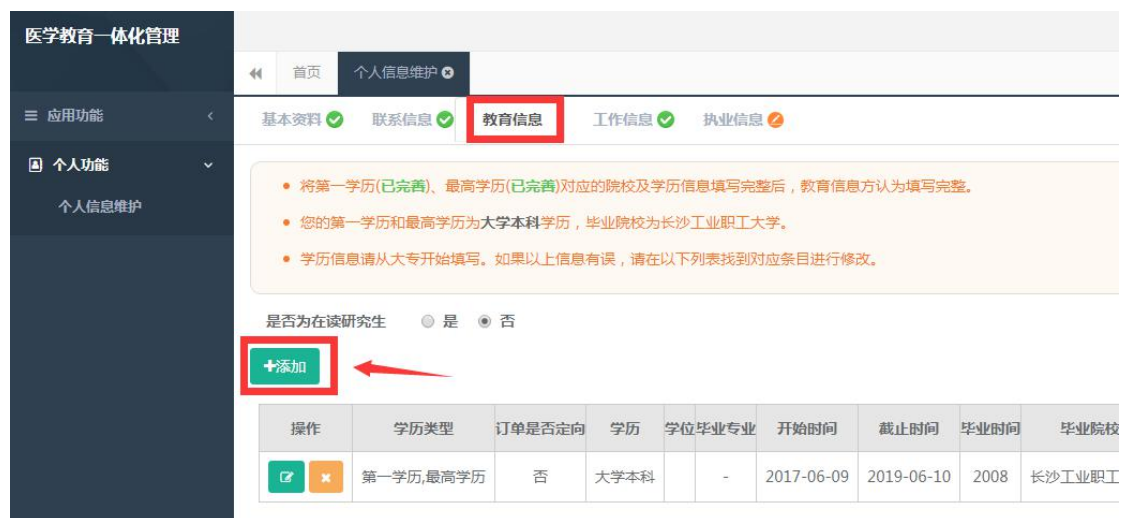 医学教育一体化管理
首页 个人信息维护
应用功能
基本资料 联系信息 教育信息 工作信息 执业信息
个人功能
个人信息维护
将第一学历(已完善)、最高学历(已完善)对应的院校及学历信息填写完整后，教育信息方认为填写完整。
您的第一学历和最高学历为大学本科学历，毕业院校为长沙工业职工大学。
学历信息请从大专开始填写。如果以上信息有误，请在以下列表找到对应条目进行修改。
是否为在读研究生 是 否
+添加
操作 学历类型 订单是否定向 学历 学位 毕业专业 开始时间 截止时间 毕业时间 毕业院校
第一学历,最高学历 否 大学本科 - 2017-06-09 2019-06-10 2008 长沙工业职工